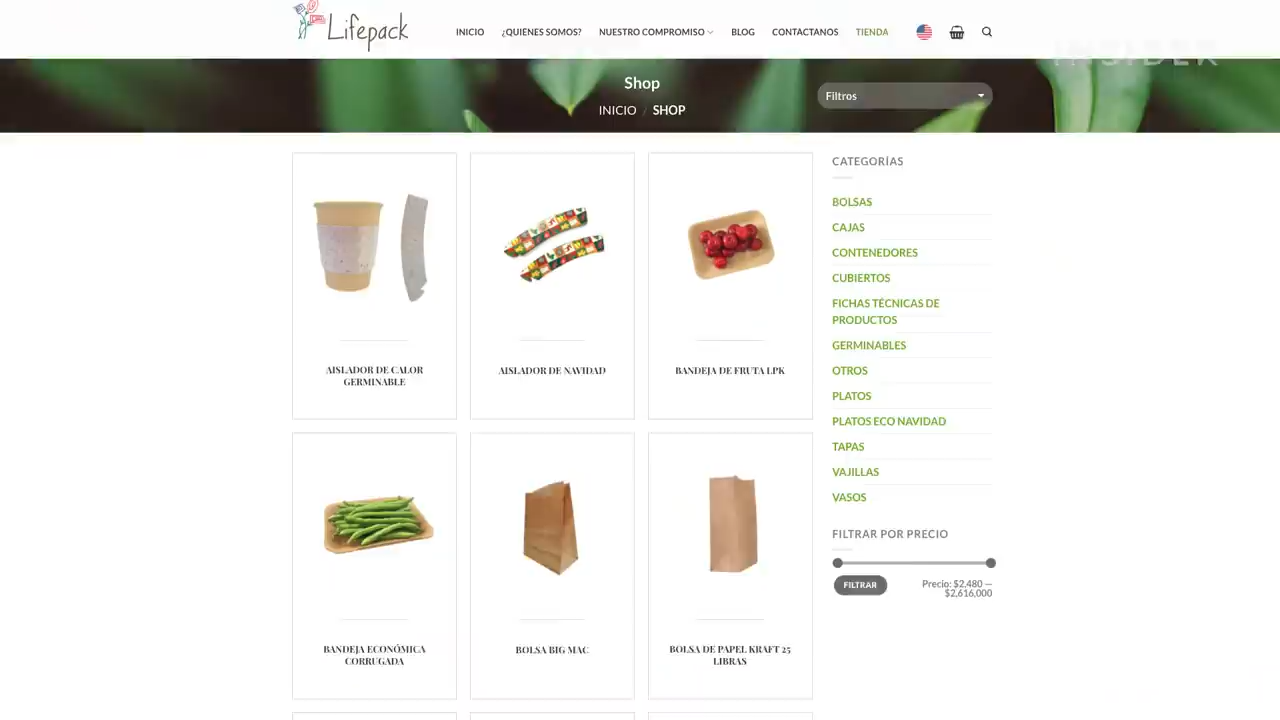 Lifepack
INICIO
¿QUIENES SOMOS?
NUESTRO COMPROMISO
BLOG
CONTACTANOS
TIENDA
INSIDER
Shop
INICIO / SHOP
Filtros
AISLADOR DE CALOR
GERMINABLE
AISLADOR DE NAVIDAD
BANDEJA DE FRUTA LPK
BANDEJA ECONÓMICA
CORRUGADA
BOLSA BIG MAC
BOLSA DE PAPEL KRAFT 25
LIBRAS
CATEGORÍAS
BOLSAS
CAJAS
CONTENEDORES
CUBIERTOS
FICHAS TÉCNICAS DE
PRODUCTOS
GERMINABLES
OTROS
PLATOS
PLATOS ECO NAVIDAD
TAPAS
VAJILLAS
VASOS
FILTRAR POR PRECIO
FILTRAR
Precio: $2,480 —
$2,616,000